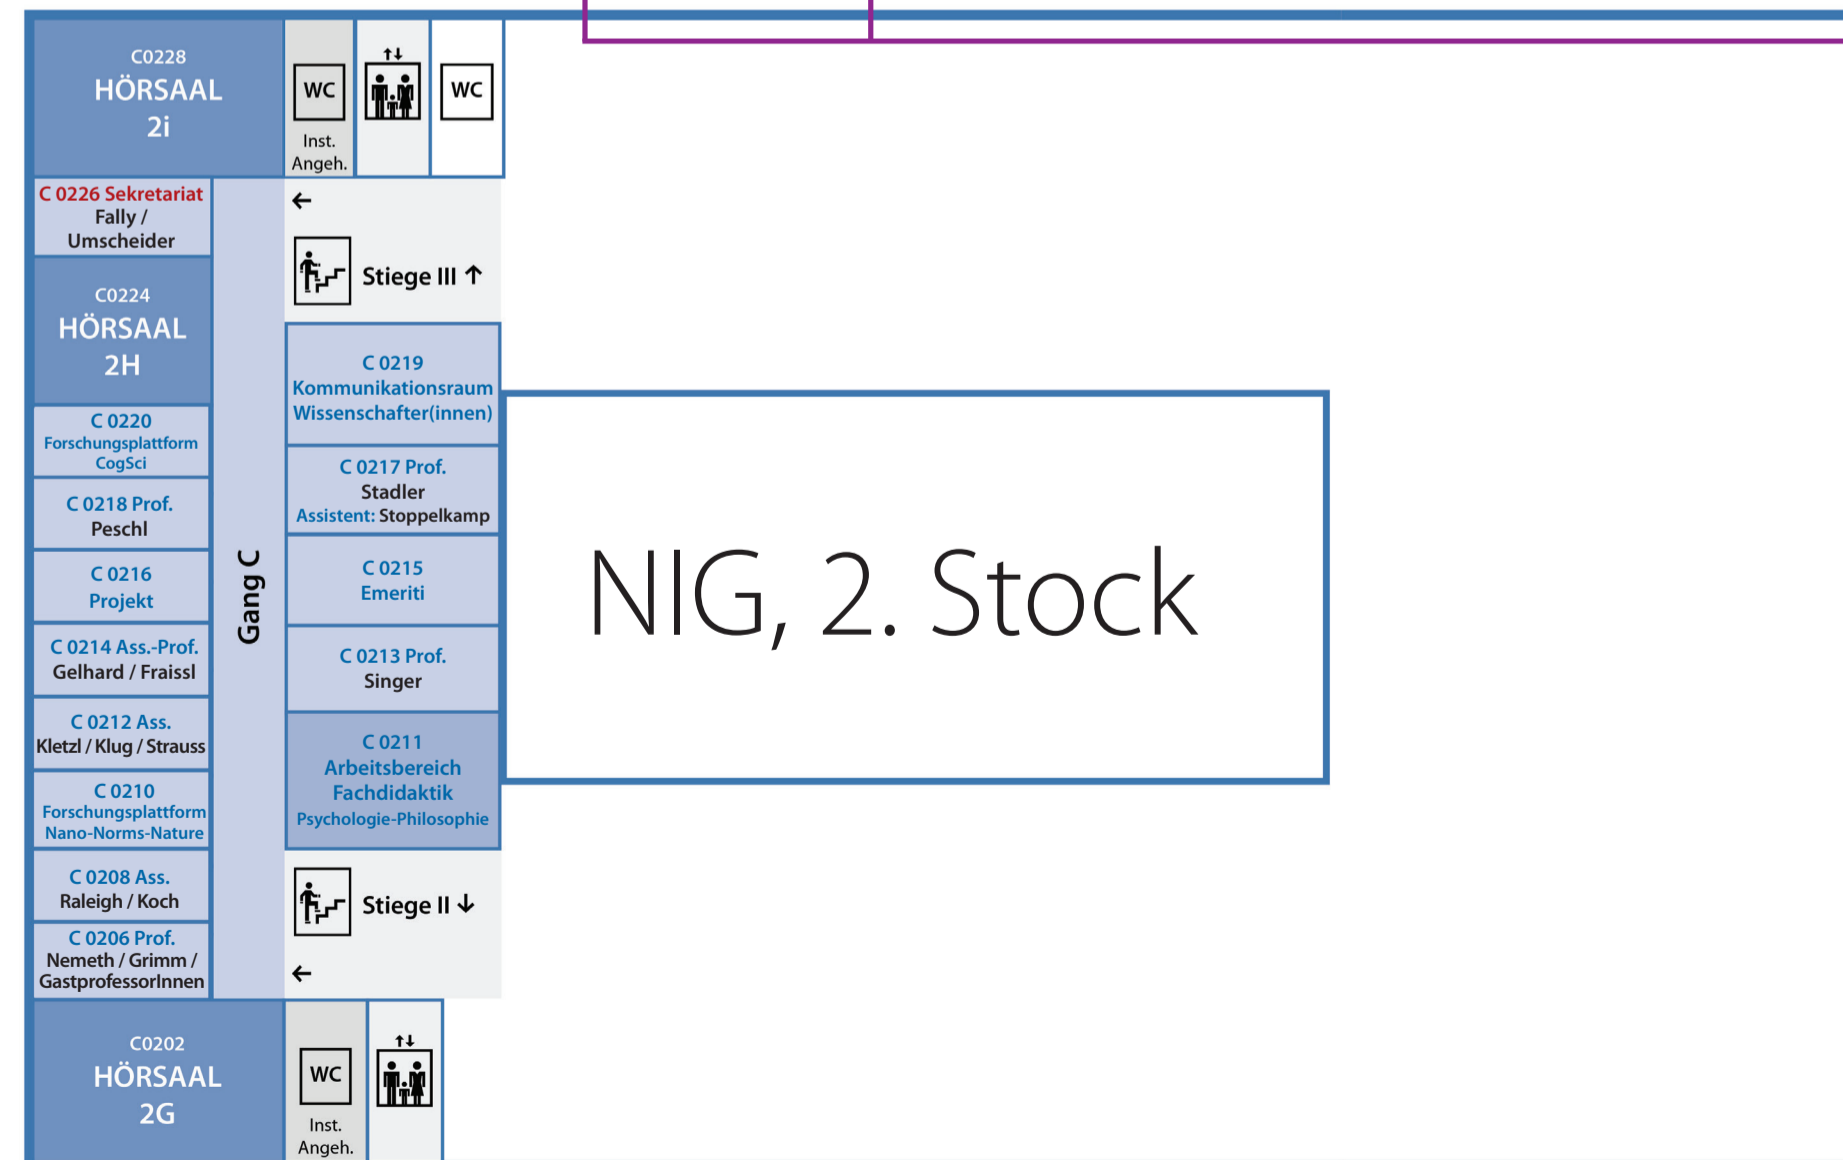 C0228
HÖRSAAL
2i
WC
Inst.
Angeh.
WC
C 0226 Sekretariat
Fally /
Umscheider
←
Stiege III ↑
C0224
HÖRSAAL
2H
C 0219
Kommunikationsraum
Wissenschafter(innen)
C 0220
Forschungsplattform
CogSci
C 0217 Prof.
Stadler
Assistent: Stoppelkamp
C 0218 Prof.
Peschl
C 0216
Projekt
Gang C
C 0215
Emeriti
NIG, 2. Stock
C 0214 Ass.-Prof.
Gelhard / Fraissl
C 0213 Prof.
Singer
C 0212 Ass.
Kletzl / Klug / Strauss
C 0211
Arbeitsbereich
Fachdidaktik
Psychologie-Philosophie
C 0210
Forschungsplattform
Nano-Norms-Nature
C 0208 Ass.
Raleigh / Koch
Stiege II ↓
C 0206 Prof.
Nemeth / Grimm /
GastprofessorInnen
←
C0202
HÖRSAAL
2G
WC
Inst.
Angeh.